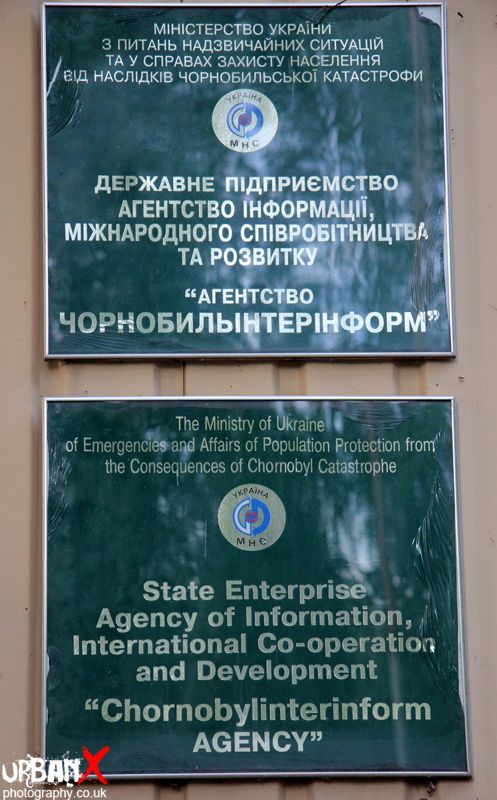 МІНІСТЕРСТВО УКРАЇНИ
З ПИТАНЬ НАДЗВИЧАЙНИХ СИТУАЦІЙ
ТА У СПРАВАХ ЗАХИСТУ НАСЕЛЕННЯ
ВІД НАСЛІДКІВ ЧОРНОБИЛЬСЬКОЇ КАТАСТРОФИ
УКРАЇНА
МНС
ДЕРЖАВНЕ ПІДПРИЄМСТВО
АГЕНТСТВО ІНФОРМАЦІЇ,
МІЖНАРОДНОГО СПІВРОБІТНИЦТВА
ТА РОЗВИТКУ
“АГЕНТСТВО
ЧОРНОБИЛЬІНТЕРІНФОРМ”
The Ministry of Ukraine
of Emergencies and Affairs of Population Protection from
the Consequences of Chornobyl Catastrophe
УКРАЇНА
МНС
State Enterprise
Agency of Information,
International Co-operation
and Development
“Chornobylinterinform
AGENCY”
URBANX
photography.co.uk